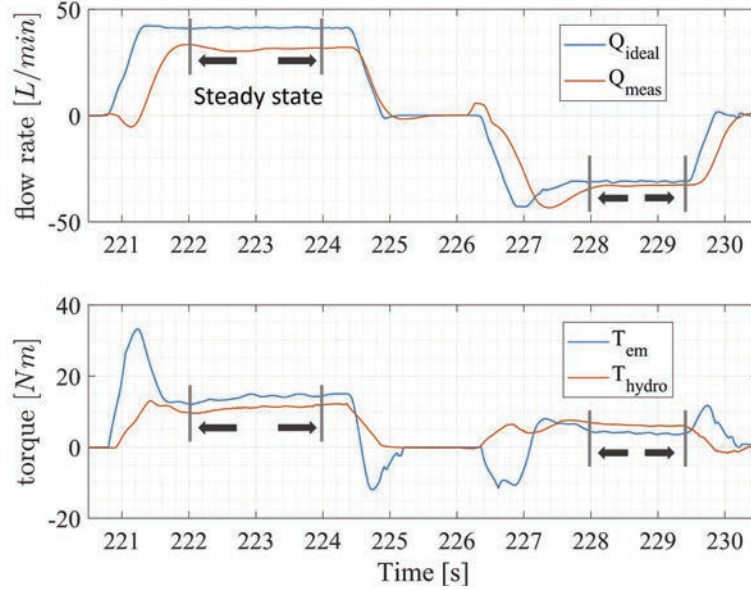 flow rate [L/min]
50
0
-50
Q_ideal
Q_meas
Steady state
221 222 223 224 225 226 227 228 229 230
torque [Nm]
40
20
0
-20
T_em
T_hydro
221 222 223 224 225 226 227 228 229 230
Time [s]